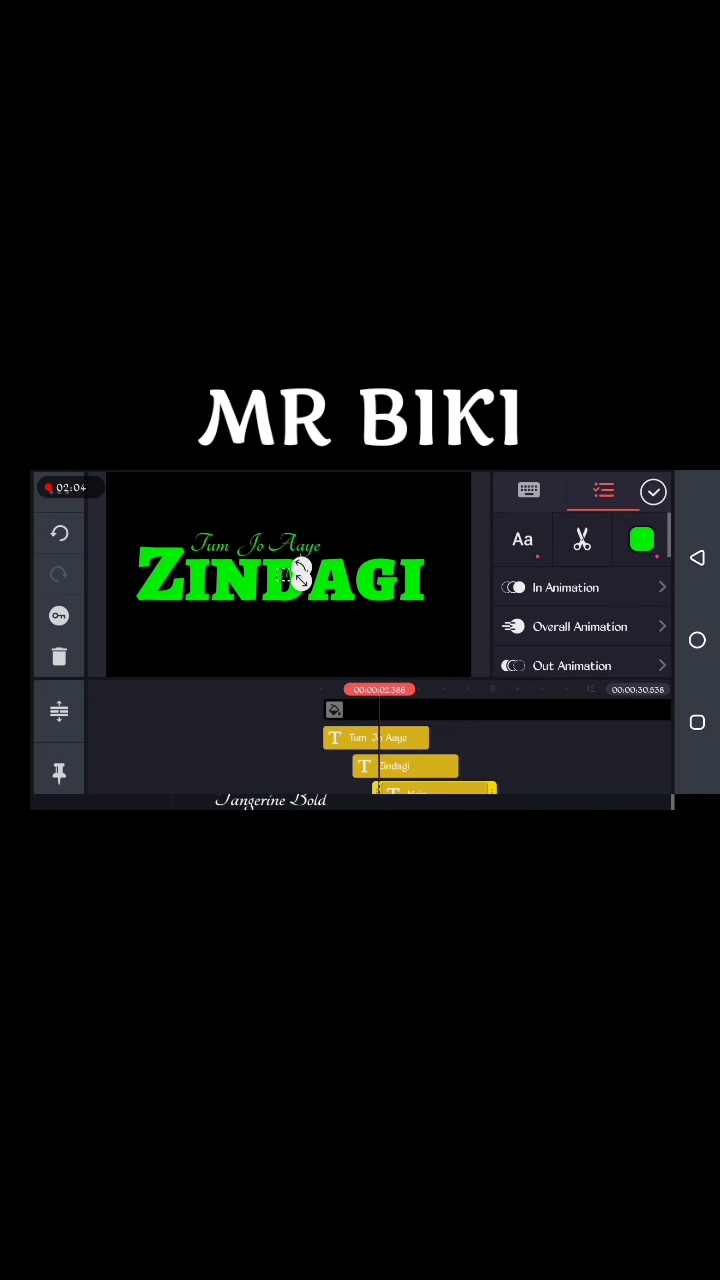 MR BIKI
02:04
Tum Jo Aaye
ZINDAGI
Aa
In Animation
Overall Animation
Out Animation
00:00:02.386
00:00:30.538
Tum Jo Aaye
Zindagi
Tangerine Bold